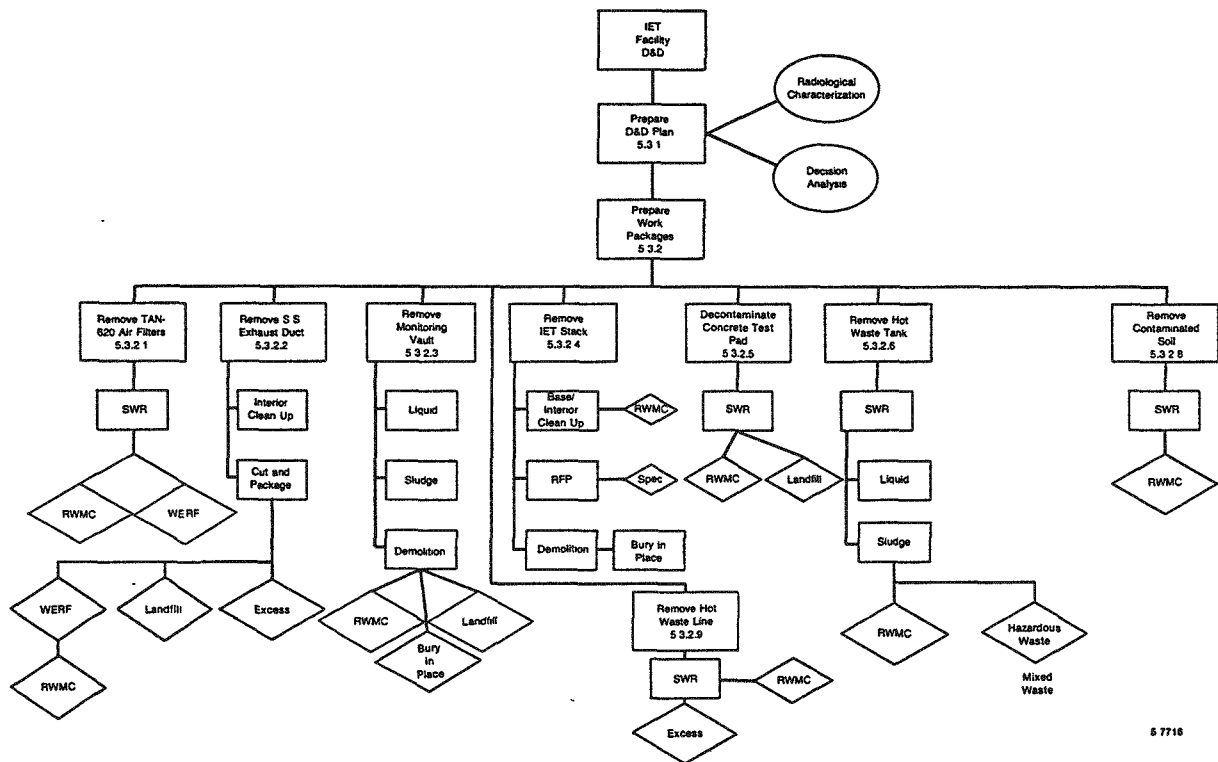 IET
Facility
D&D
Radiological
Characterization
Prepare
D&D Plan
5.3 1
Decision
Analysis
Prepare
Work
Packages
5 3.2
Remove TAN-
620 Air Filters
5.3.2 1
Remove S S
Exhaust Duct
5.3.2.2
Remove
Monitoring
Vault
5 3 2.3
Remove
IET Stack
5.3.2 4
Decontaminate
Concrete Test
Pad
5 3.2.5
Remove Hot
Waste Tank
5.3.2.6
Remove
Contaminated
Soil
5.3 2 8
SWR
Interior
Clean Up
Liquid
Base/
Interior
Clean Up
RWMC
SWR
SWR
SWR
RWMC
WERF
Cut and
Package
Sludge
RFP
Spec
RWMC
Landfill
Liquid
RWMC
Demolition
Demolition
Bury in
Place
Sludge
WERF
Landfill
Excess
RWMC
Landfill
Bury
in
Place
Remove Hot
Waste Line
5 3.2.9
RWMC
Hazardous
Waste
Mixed
Waste
RWMC
SWR
RWMC
Excess
5 7716